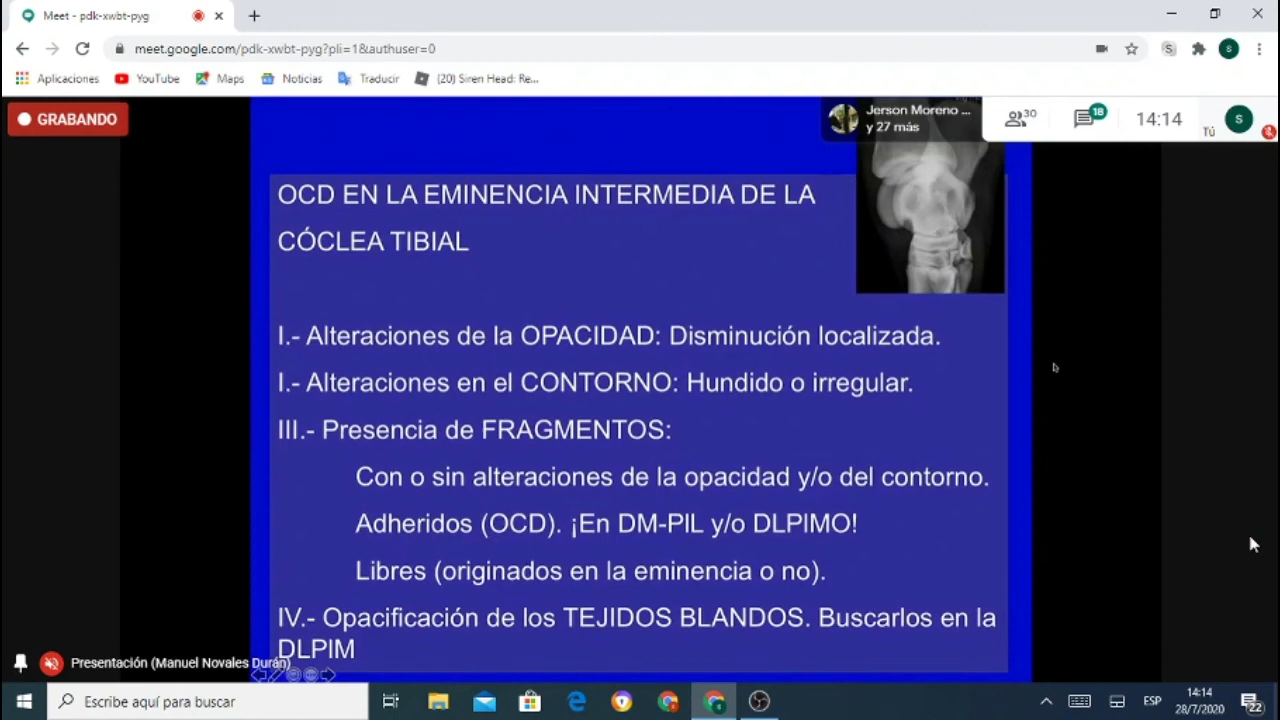 Meet - pdk-xwbt-pyg
meet.google.com/pdk-xwbt-pyg?pli=1&authuser=0
S
Aplicaciones
YouTube
Maps
Noticias
Traducir
(20) Siren Head: Re...
GRABANDO
Jerson Moreno ...
y 27 más
30
18
14:14
Tú
S
OCD EN LA EMINENCIA INTERMEDIA DE LA
CÓCLEA TIBIAL
I.- Alteraciones de la OPACIDAD: Disminución localizada.
I.- Alteraciones en el CONTORNO: Hundido o irregular.
III.- Presencia de FRAGMENTOS:
Con o sin alteraciones de la opacidad y/o del contorno.
Adheridos (OCD). ¡En DM-PlL y/o DLPlMO!
Libres (originados en la eminencia o no).
IV.- Opacificación de los TEJIDOS BLANDOS. Buscarlos en la
DLPIM
Presentación (Manuel Novales Durán)
Escribe aquí para buscar
ESP
14:14
28/7/2020
22